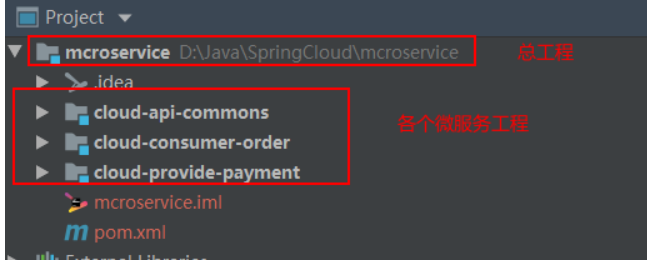 Project
mcroservice D:\Java\SpringCloud\mcroservice 总工程
.idea
cloud-api-commons
各个微服务工程
cloud-consumer-order
cloud-provide-payment
mcroservice.iml
m pom.xml
External Libraries